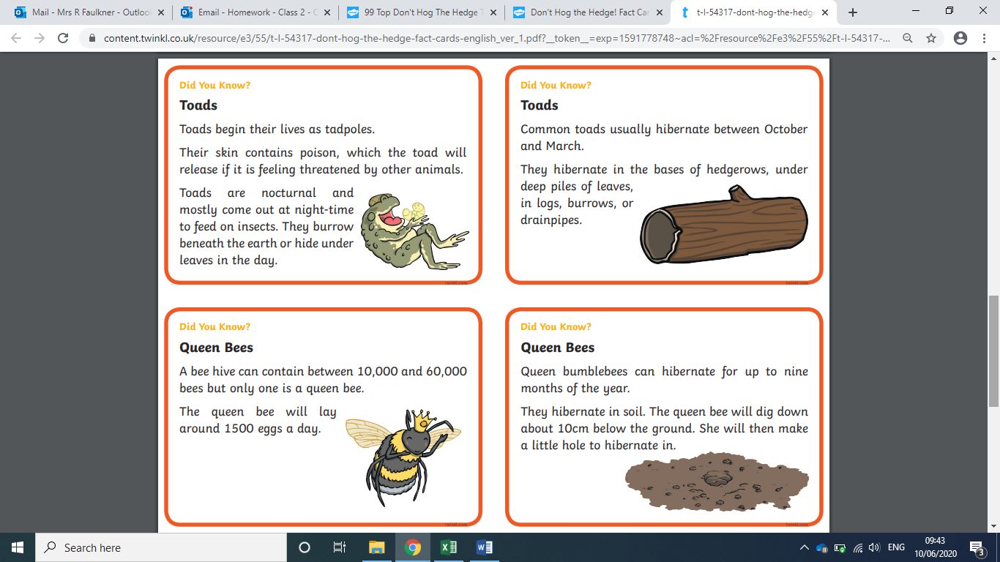 Mail - Mrs R Faulkner - Outlook
Email - Homework - Class 2 - C
99 Top Don't Hog The Hedge T
Don't Hog the Hedge! Fact Car
t-l-54317-dont-hog-the-hedge
content.twinkl.co.uk/resource/e3/55/t-l-54317-dont-hog-the-hedge-fact-cards-english_ver_1.pdf?__token__=exp=1591778748~acl=%2Fresource%2Fe3%2F55%2Ft-l-54317-...
Did You Know?
Toads
Toads begin their lives as tadpoles.
Their skin contains poison, which the toad will
release if it is feeling threatened by other animals.
Toads are nocturnal and
mostly come out at night-time
to feed on insects. They burrow
beneath the earth or hide under
leaves in the day.
twinkl.com
Did You Know?
Toads
Common toads usually hibernate between October
and March.
They hibernate in the bases of hedgerows, under
deep piles of leaves,
in logs, burrows, or
drainpipes.
twinkl.com
Did You Know?
Queen Bees
A bee hive can contain between 10,000 and 60,000
bees but only one is a queen bee.
The queen bee will lay
around 1500 eggs a day.
twinkl.com
Did You Know?
Queen Bees
Queen bumblebees can hibernate for up to nine
months of the year.
They hibernate in soil. The queen bee will dig down
about 10cm below the ground. She will then make
a little hole to hibernate in.
twinkl.com
Search here
ENG
09:43
10/06/2020
3